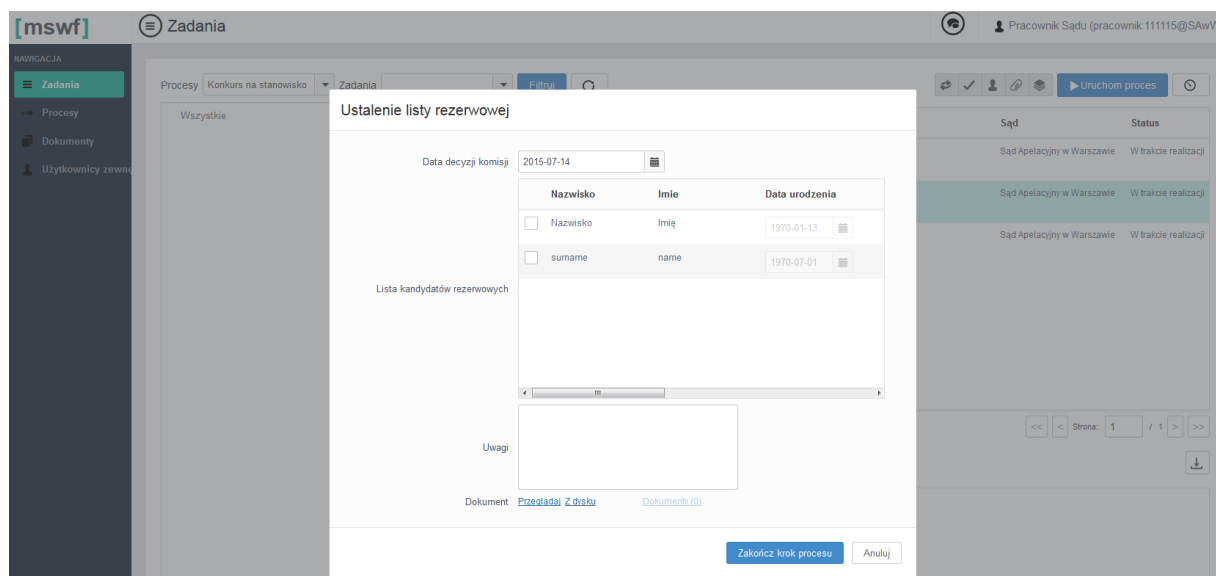 [mswf] Zadania Pracownik Sądu (pracownik:111115@SAwW
NAWIGACJA
Zadania
Procesy
Dokumenty
Użytkownicy zewnę
Procesy Konkurs na stanowisko Zadania Filtruj Uruchom proces
Wszystkie
Sąd Status
Sąd Apelacyjny w Warszawie W trakcie realizacji
Sąd Apelacyjny w Warszawie W trakcie realizacji
Sąd Apelacyjny w Warszawie W trakcie realizacji
<< < Strona: 1 / 1 > >>
Ustalenie listy rezerwowej
Data decyzji komisji 2015-07-14
Nazwisko Imie Data urodzenia
Nazwisko Imię 1970-01-13
surname name 1970-07-01
Lista kandydatów rezerwowych
Uwagi
Dokument Przeglądaj Z dysku Dokumenty (0)
Zakończ krok procesu Anuluj